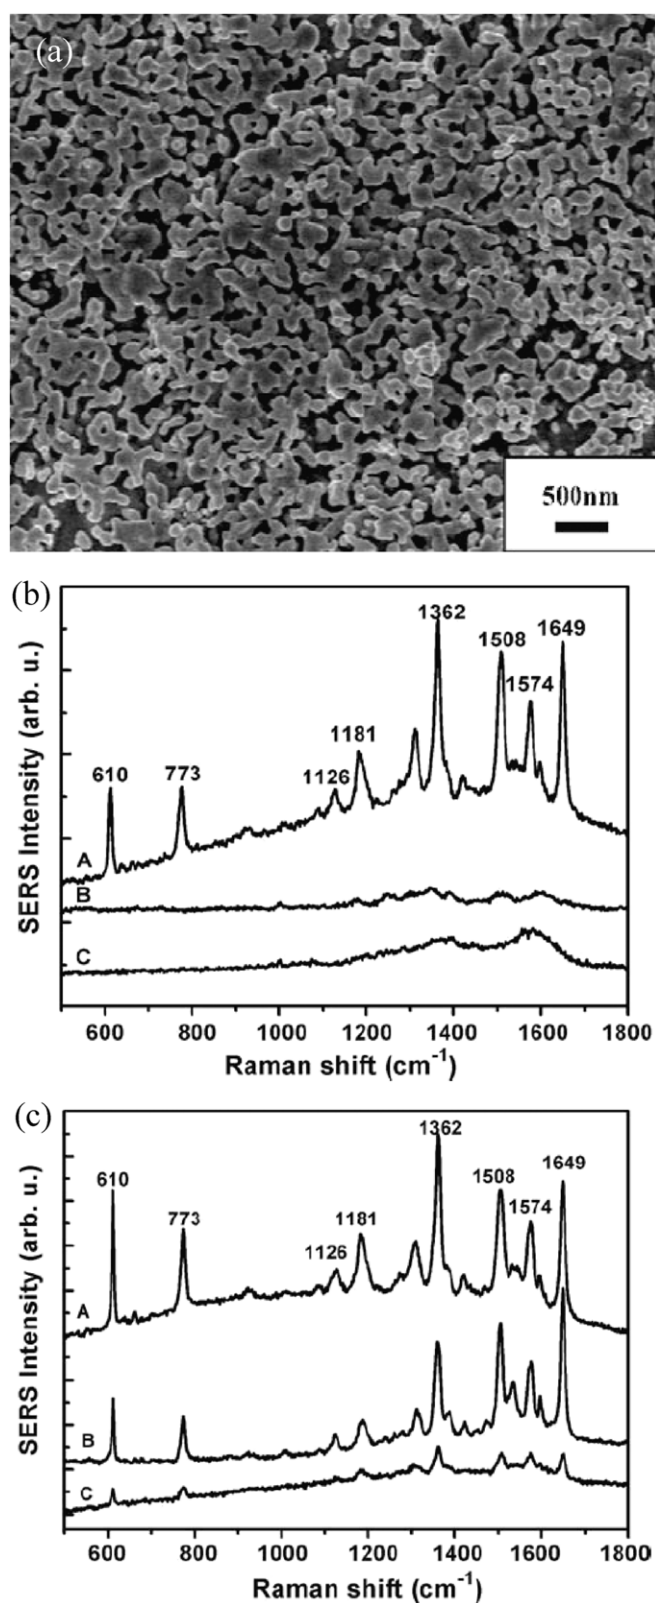 (a)
500nm
(b)
1362
1508
1649
1574
1181
1126
610
773
A
B
C
SERS Intensity (arb. u.)
600 800 1000 1200 1400 1600 1800
Raman shift (cm⁻¹)
(c)
1362
1508
1649
1574
1181
1126
610
773
A
B
C
SERS Intensity (arb. u.)
600 800 1000 1200 1400 1600 1800
Raman shift (cm⁻¹)